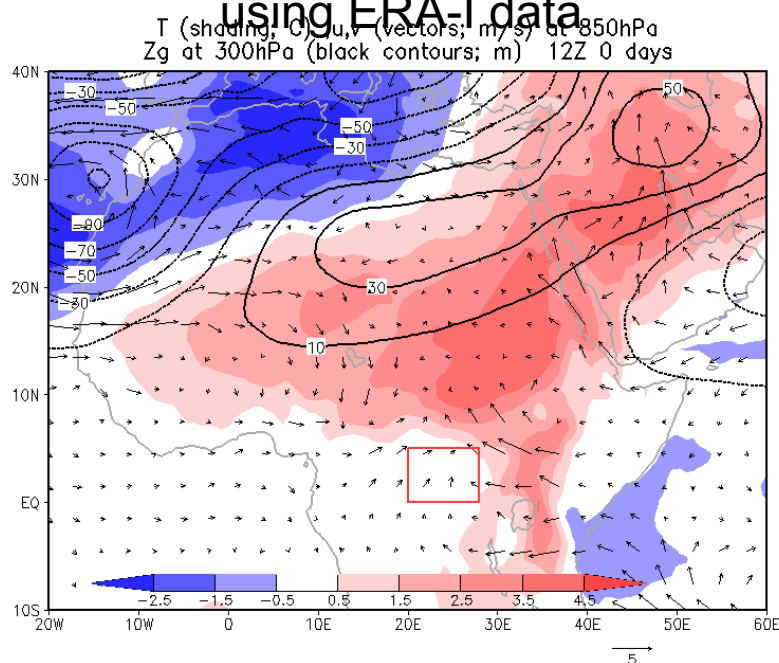 using ERA-I data
T (shading; C) ;u,v (vectors; m/s) at 850hPa
Zg at 300hPa (black contours; m)  12Z 0 days
40N
30N
20N
10N
EQ
10S
-30
-50
-50
-30
50
-90
-70
-50
-30
30
10
-2.5 -1.5 -0.5 0.5 1.5 2.5 3.5 4.5
20W 10W 0 10E 20E 30E 40E 50E 60E
5